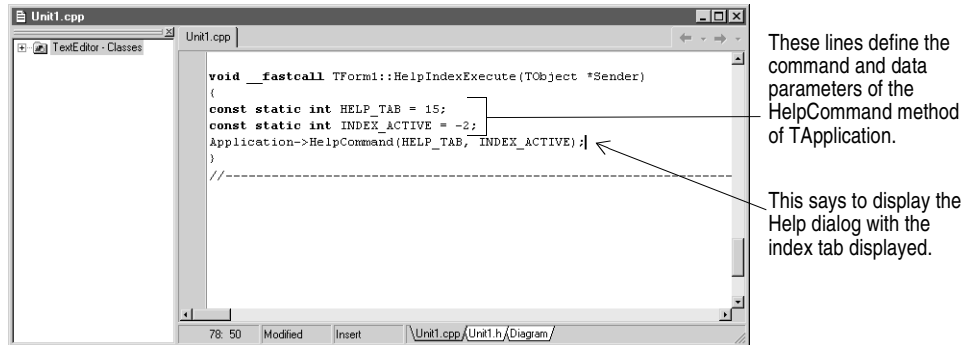 Unit1.cpp
TextEditor - Classes
Unit1.cpp
void __fastcall TForm1::HelpIndexExecute(TObject *Sender)
{
const static int HELP_TAB = 15;
const static int INDEX_ACTIVE = -2;
Application->HelpCommand(HELP_TAB, INDEX_ACTIVE);
}
//----------------------------------------------------------------
78: 50
Modified
Insert
Unit1.cpp
Unit1.h
Diagram
These lines define the
command and data
parameters of the
HelpCommand method
of TApplication.
This says to display the
Help dialog with the
index tab displayed.